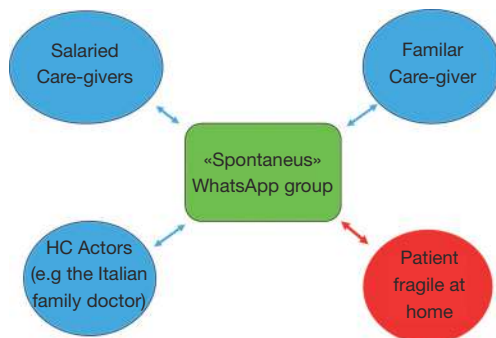 Salaried
Care-givers
Familar
Care-giver
«Spontaneus»
WhatsApp group
HC Actors
(e.g the Italian
family doctor)
Patient
fragile at
home